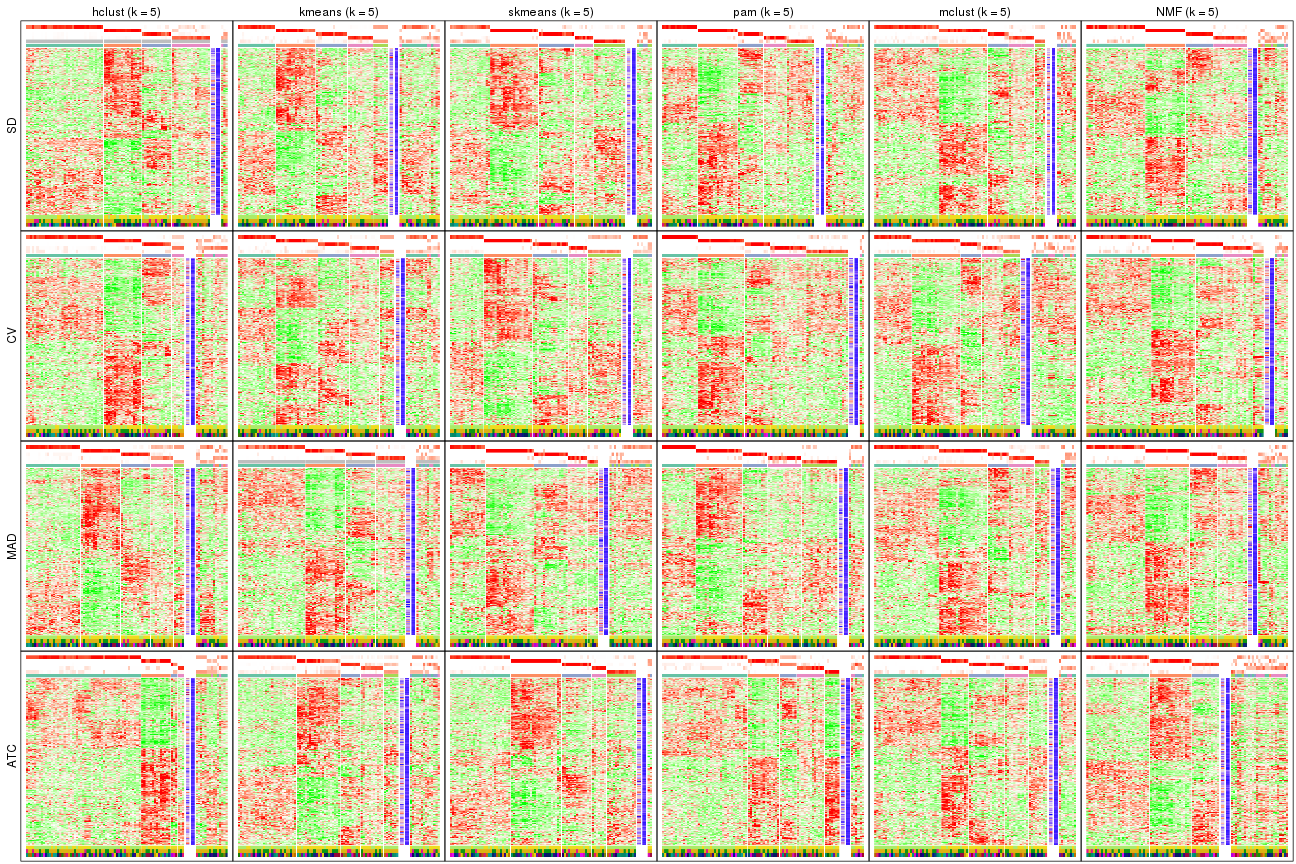 hclust (k = 5) kmeans (k = 5) skmeans (k = 5) pam (k = 5) mclust (k = 5) NMF (k = 5)
SD
CV
MAD
ATC